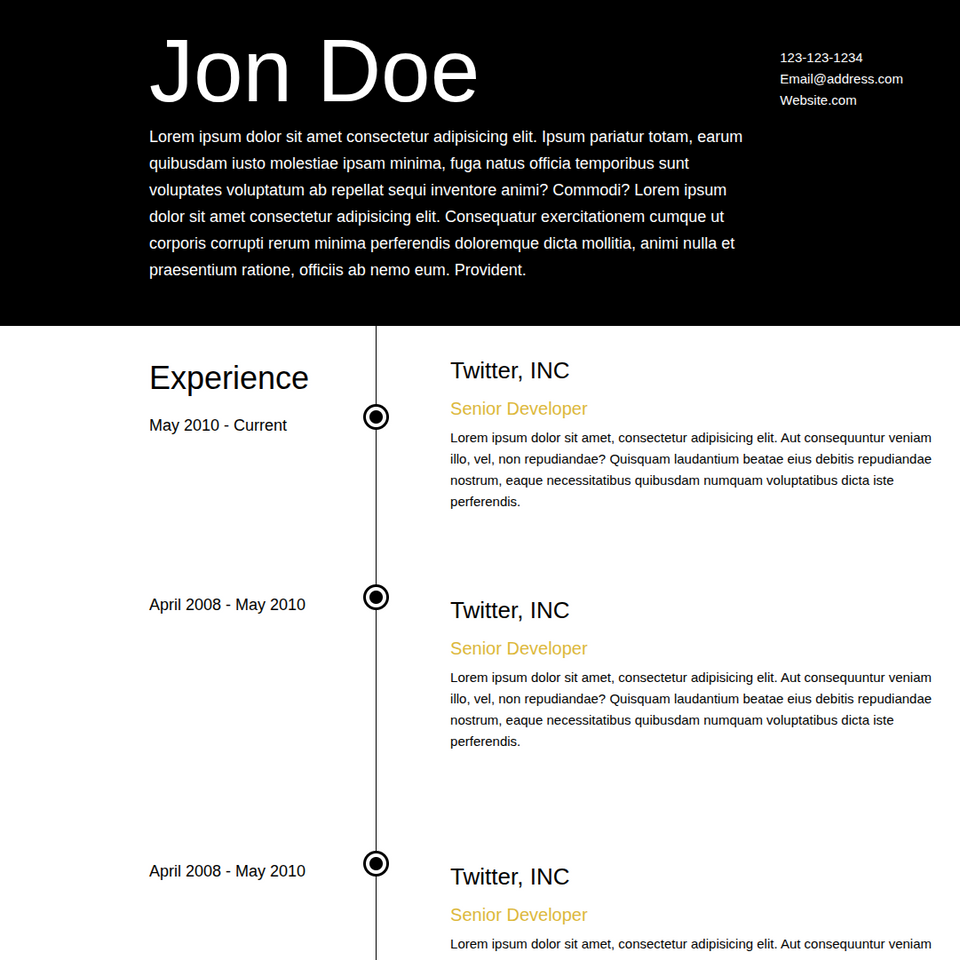 Jon Doe
123-123-1234
Email@address.com
Website.com
Lorem ipsum dolor sit amet consectetur adipisicing elit. Ipsum pariatur totam, earum
quibusdam iusto molestiae ipsam minima, fuga natus officia temporibus sunt
voluptates voluptatum ab repellat sequi inventore animi? Commodi? Lorem ipsum
dolor sit amet consectetur adipisicing elit. Consequatur exercitationem cumque ut
corporis corrupti rerum minima perferendis doloremque dicta mollitia, animi nulla et
praesentium ratione, officiis ab nemo eum. Provident.
Experience
May 2010 - Current
Twitter, INC
Senior Developer
Lorem ipsum dolor sit amet, consectetur adipisicing elit. Aut consequuntur veniam
illo, vel, non repudiandae? Quisquam laudantium beatae eius debitis repudiandae
nostrum, eaque necessitatibus quibusdam numquam voluptatibus dicta iste
perferendis.
April 2008 - May 2010
Twitter, INC
Senior Developer
Lorem ipsum dolor sit amet, consectetur adipisicing elit. Aut consequuntur veniam
illo, vel, non repudiandae? Quisquam laudantium beatae eius debitis repudiandae
nostrum, eaque necessitatibus quibusdam numquam voluptatibus dicta iste
perferendis.
April 2008 - May 2010
Twitter, INC
Senior Developer
Lorem ipsum dolor sit amet, consectetur adipisicing elit. Aut consequuntur veniam